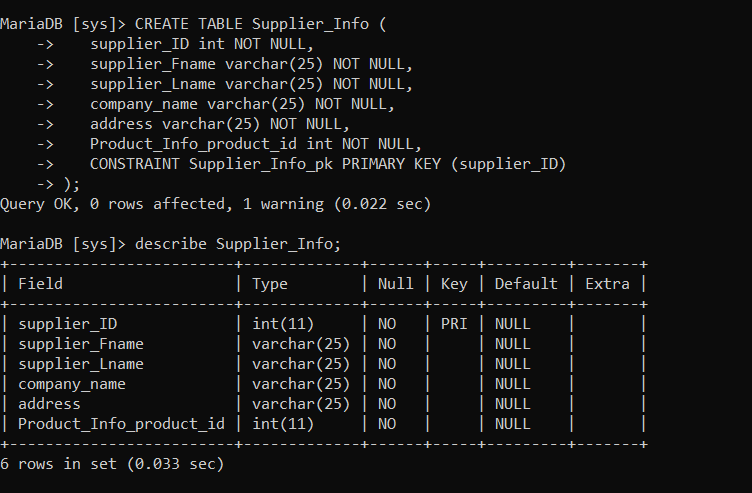 MariaDB [sys]> CREATE TABLE Supplier_Info (
    ->    supplier_ID int NOT NULL,
    ->    supplier_Fname varchar(25) NOT NULL,
    ->    supplier_Lname varchar(25) NOT NULL,
    ->    company_name varchar(25) NOT NULL,
    ->    address varchar(25) NOT NULL,
    ->    Product_Info_product_id int NOT NULL,
    ->    CONSTRAINT Supplier_Info_pk PRIMARY KEY (supplier_ID)
    -> );
Query OK, 0 rows affected, 1 warning (0.022 sec)
MariaDB [sys]> describe Supplier_Info;
+-------------------------+-------------+------+-----+---------+-------+
| Field                   | Type        | Null | Key | Default | Extra |
+-------------------------+-------------+------+-----+---------+-------+
| supplier_ID             | int(11)     | NO   | PRI | NULL    |       |
| supplier_Fname          | varchar(25) | NO   |     | NULL    |       |
| supplier_Lname          | varchar(25) | NO   |     | NULL    |       |
| company_name            | varchar(25) | NO   |     | NULL    |       |
| address                 | varchar(25) | NO   |     | NULL    |       |
| Product_Info_product_id | int(11)     | NO   |     | NULL    |       |
+-------------------------+-------------+------+-----+---------+-------+
6 rows in set (0.033 sec)